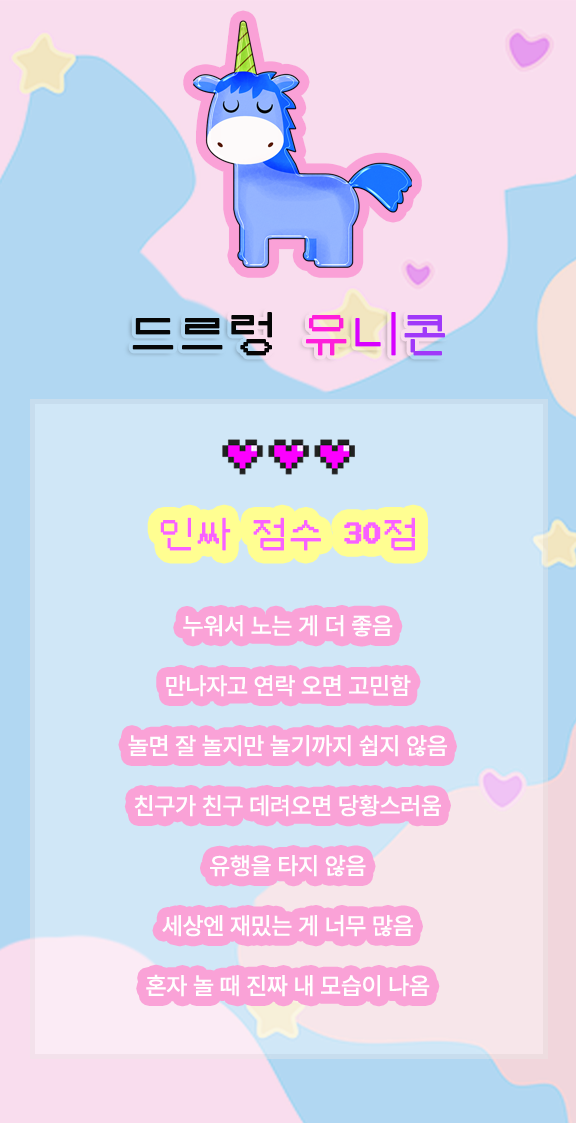 드르렁 유니콘
인싸 점수 30점
누워서 노는 게 더 좋음
만나자고 연락 오면 고민함
놀면 잘 놀지만 놀기까지 쉽지 않음
친구가 친구 데려오면 당황스러움
유행을 타지 않음
세상엔 재밌는 게 너무 많음
혼자 놀 때 진짜 내 모습이 나옴